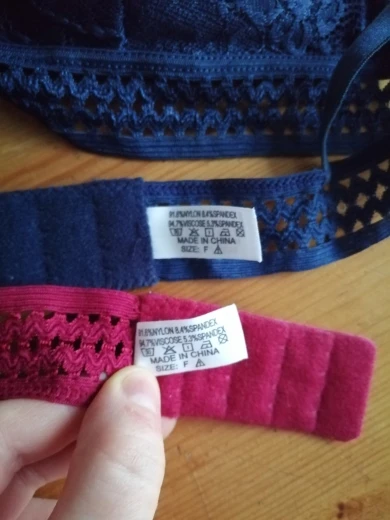 91.6%NYLON 8.4%SPANDEX
94.7%VISCOSE 5.3%SPANDEX
MADE IN CHINA
SIZE: F
91.6%NYLON 8.4%SPANDEX
94.7%VISCOSE 5.3%SPANDEX
MADE IN CHINA
SIZE: F